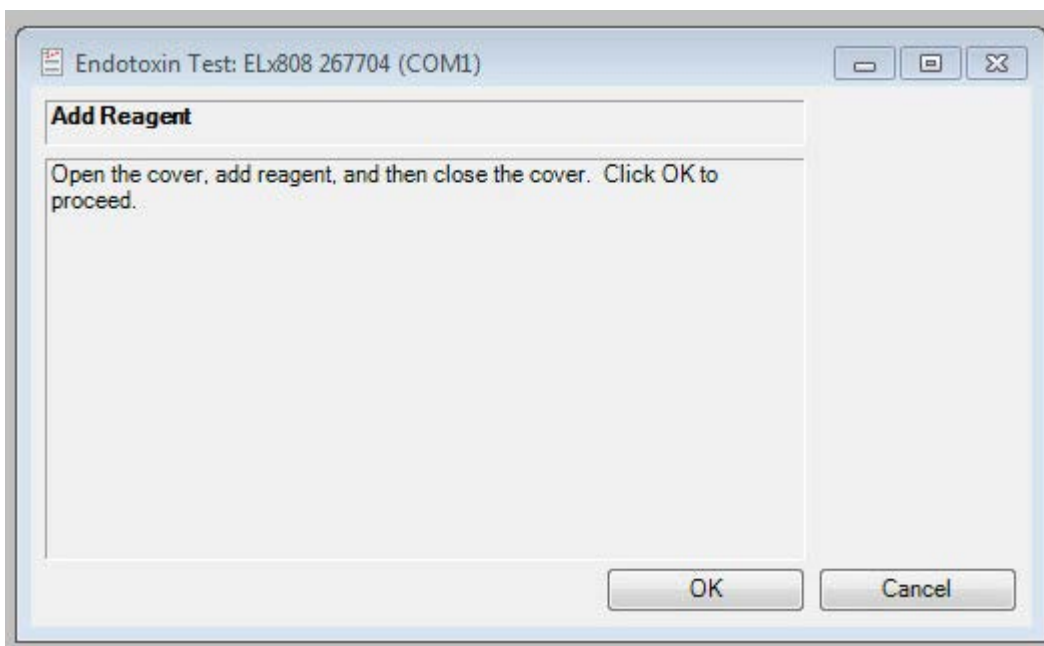 Endotoxin Test: ELx808 267704 (COM1)
Add Reagent
Open the cover, add reagent, and then close the cover.  Click OK to
proceed.
OK
Cancel